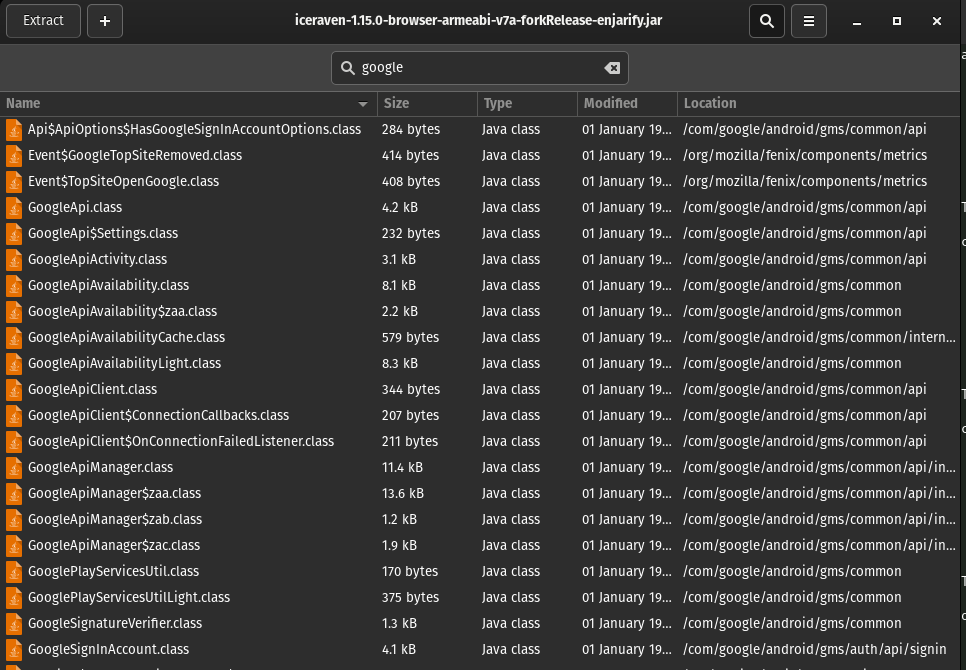 Extract + iceraven-1.15.0-browser-armeabi-v7a-forkRelease-enjarify.jar
google
Name Size Type Modified Location
Api$ApiOptions$HasGoogleSignInAccountOptions.class 284 bytes Java class 01 January 19... /com/google/android/gms/common/api
Event$GoogleTopSiteRemoved.class 414 bytes Java class 01 January 19... /org/mozilla/fenix/components/metrics
Event$TopSiteOpenGoogle.class 408 bytes Java class 01 January 19... /org/mozilla/fenix/components/metrics
GoogleApi.class 4.2 kB Java class 01 January 19... /com/google/android/gms/common/api
GoogleApi$Settings.class 232 bytes Java class 01 January 19... /com/google/android/gms/common/api
GoogleApiActivity.class 3.1 kB Java class 01 January 19... /com/google/android/gms/common/api
GoogleApiAvailability.class 8.1 kB Java class 01 January 19... /com/google/android/gms/common
GoogleApiAvailability$zaa.class 2.2 kB Java class 01 January 19... /com/google/android/gms/common
GoogleApiAvailabilityCache.class 579 bytes Java class 01 January 19... /com/google/android/gms/common/intern...
GoogleApiAvailabilityLight.class 8.3 kB Java class 01 January 19... /com/google/android/gms/common
GoogleApiClient.class 344 bytes Java class 01 January 19... /com/google/android/gms/common/api
GoogleApiClient$ConnectionCallbacks.class 207 bytes Java class 01 January 19... /com/google/android/gms/common/api
GoogleApiClient$OnConnectionFailedListener.class 211 bytes Java class 01 January 19... /com/google/android/gms/common/api
GoogleApiManager.class 11.4 kB Java class 01 January 19... /com/google/android/gms/common/api/in...
GoogleApiManager$zaa.class 13.6 kB Java class 01 January 19... /com/google/android/gms/common/api/in...
GoogleApiManager$zab.class 1.2 kB Java class 01 January 19... /com/google/android/gms/common/api/in...
GoogleApiManager$zac.class 1.9 kB Java class 01 January 19... /com/google/android/gms/common/api/in...
GooglePlayServicesUtil.class 170 bytes Java class 01 January 19... /com/google/android/gms/common
GooglePlayServicesUtilLight.class 375 bytes Java class 01 January 19... /com/google/android/gms/common
GoogleSignatureVerifier.class 1.3 kB Java class 01 January 19... /com/google/android/gms/common
GoogleSignInAccount.class 4.1 kB Java class 01 January 19... /com/google/android/gms/auth/api/signin